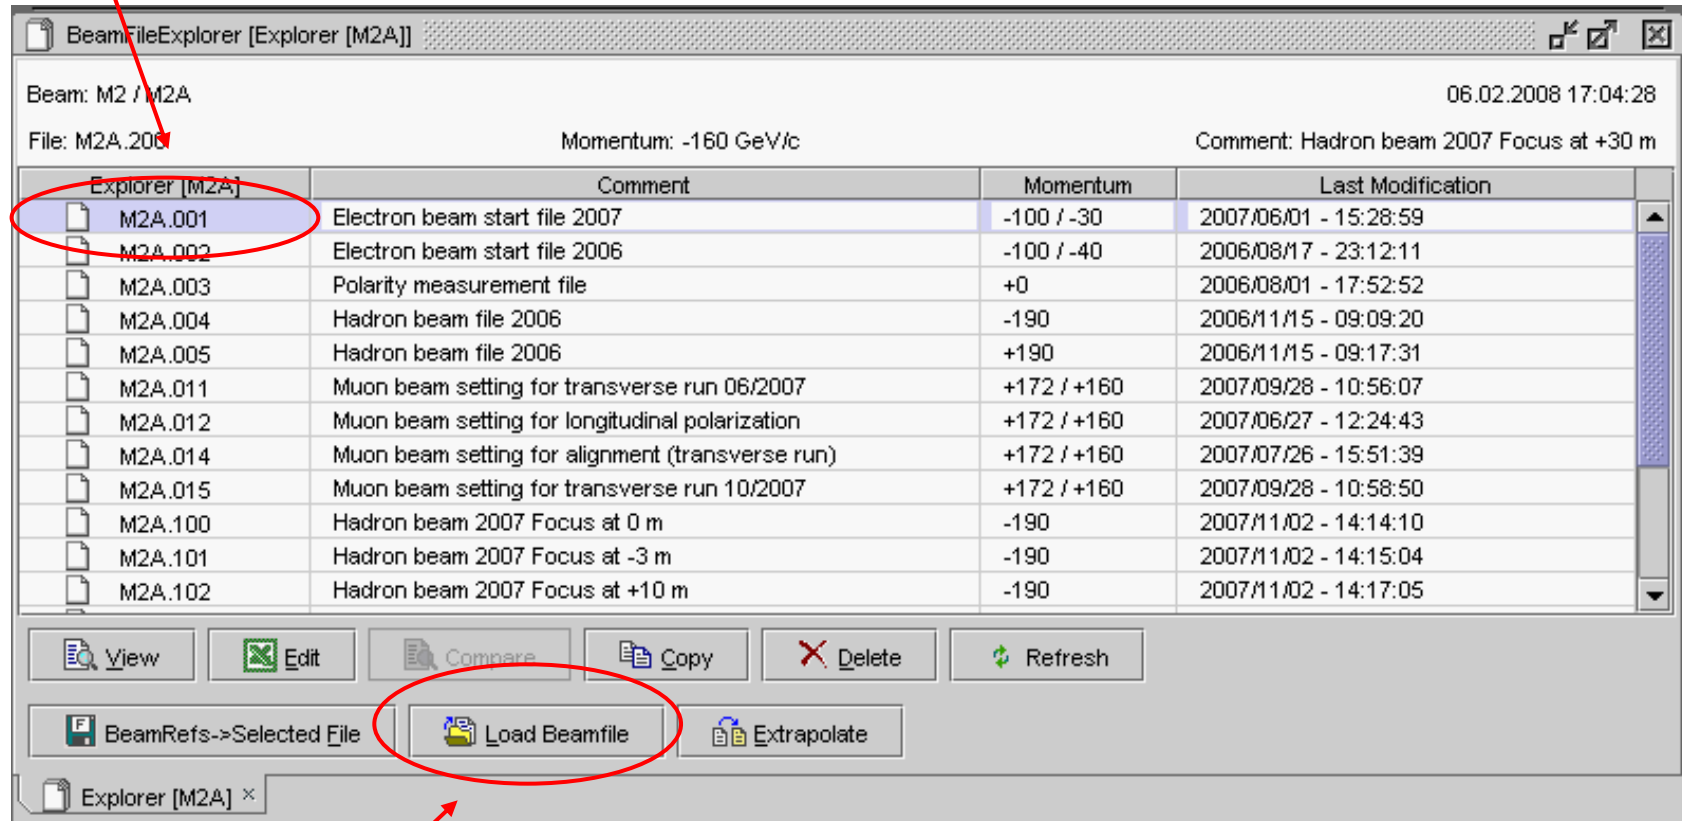 BeamFileExplorer [Explorer [M2A]]
Beam: M2 / M2A 06.02.2008 17:04:28
File: M2A.20 Momentum: -160 GeV/c Comment: Hadron beam 2007 Focus at +30 m
Explorer [M2A] Comment Momentum Last Modification
M2A.001 Electron beam start file 2007 -100 / -30 2007/06/01 - 15:28:59
M2A.002 Electron beam start file 2006 -100 / -40 2006/08/17 - 23:12:11
M2A.003 Polarity measurement file +0 2006/08/01 - 17:52:52
M2A.004 Hadron beam file 2006 -190 2006/11/15 - 09:09:20
M2A.005 Hadron beam file 2006 +190 2006/11/15 - 09:17:31
M2A.011 Muon beam setting for transverse run 06/2007 +172 / +160 2007/09/28 - 10:56:07
M2A.012 Muon beam setting for longitudinal polarization +172 / +160 2007/06/27 - 12:24:43
M2A.014 Muon beam setting for alignment (transverse run) +172 / +160 2007/07/26 - 15:51:39
M2A.015 Muon beam setting for transverse run 10/2007 +172 / +160 2007/09/28 - 10:58:50
M2A.100 Hadron beam 2007 Focus at 0 m -190 2007/11/02 - 14:14:10
M2A.101 Hadron beam 2007 Focus at -3 m -190 2007/11/02 - 14:15:04
M2A.102 Hadron beam 2007 Focus at +10 m -190 2007/11/02 - 14:17:05
View Edit Compare Copy Delete Refresh
BeamRefs->Selected File Load Beamfile Extrapolate
Explorer [M2A] ×